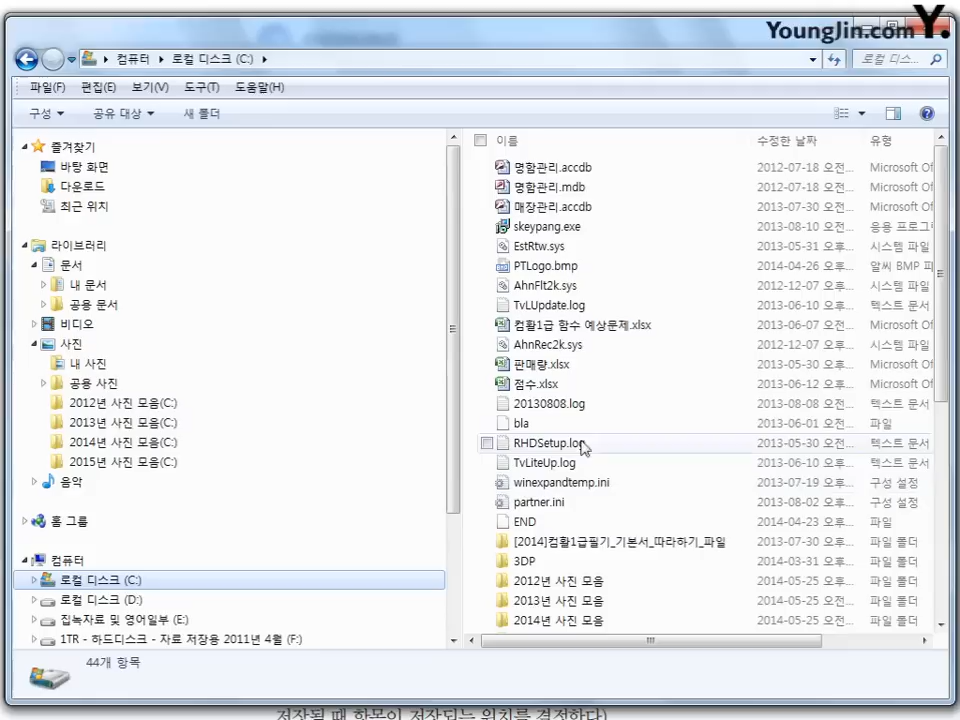 YoungJin.com Y.
컴퓨터 ▸ 로컬 디스크 (C:) ▸
로컬 디스...
파일(F) 편집(E) 보기(V) 도구(T) 도움말(H)
구성 ▾ 공유 대상 ▾ 새 폴더
즐겨찾기
바탕 화면
다운로드
최근 위치
라이브러리
문서
내 문서
공용 문서
비디오
사진
내 사진
공용 사진
2012년 사진 모음(C:)
2013년 사진 모음(C:)
2014년 사진 모음(C:)
2015년 사진 모음(C:)
음악
홈 그룹
컴퓨터
로컬 디스크 (C:)
로컬 디스크 (D:)
집녹자료 및 영어일부 (E:)
1TR - 하드디스크 - 자료 저장용 2011년 4월 (F:)
이름 수정한 날짜 유형
명함관리.accdb 2012-07-18 오전... Microsoft Of
명함관리.mdb 2012-07-18 오전... Microsoft Of
매장관리.accdb 2013-07-30 오전... Microsoft Of
skeypang.exe 2013-08-10 오후... 응용 프로그
EstRtw.sys 2013-05-31 오후... 시스템 파일
PTLogo.bmp 2014-04-26 오후... 알씨 BMP 파
AhnFlt2k.sys 2012-12-07 오후... 시스템 파일
TvLUpdate.log 2013-06-10 오후... 텍스트 문서
컴활1급 함수 예상문제.xlsx 2013-06-07 오후... Microsoft Of
AhnRec2k.sys 2012-12-07 오후... 시스템 파일
판매량.xlsx 2013-05-30 오후... Microsoft Of
점수.xlsx 2013-06-12 오후... Microsoft Of
20130808.log 2013-08-08 오전... 텍스트 문서
bla 2013-06-01 오후... 파일
RHDSetup.log 2013-05-30 오후... 텍스트 문서
TvLiteUp.log 2013-06-10 오후... 텍스트 문서
winexpandtemp.ini 2013-07-19 오후... 구성 설정
partner.ini 2013-08-02 오후... 구성 설정
END 2014-04-23 오후... 파일
[2014]컴활1급필기_기본서_따라하기_파일 2013-07-30 오후... 파일 폴더
3DP 2014-03-31 오후... 파일 폴더
2012년 사진 모음 2014-05-25 오후... 파일 폴더
2013년 사진 모음 2014-05-25 오후... 파일 폴더
2014년 사진 모음 2014-05-25 오후... 파일 폴더
44개 항목
저장될 때 항목이 저장되는 위치를 결정한다)